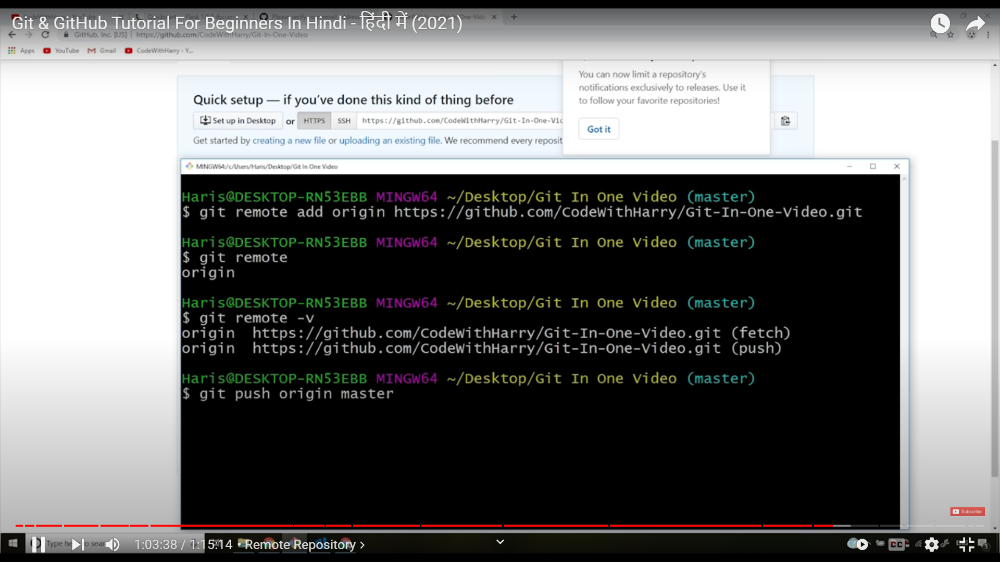 Git & GitHub Tutorial For Beginners In Hindi - हिंदी में (2021)
GitHub, Inc. [US] | https://github.com/CodeWithHarry/Git-In-One-Video
Apps YouTube Gmail CodeWithHarry - Y...
You can now limit a repository's
notifications exclusively to releases. Use it
to follow your favorite repositories!
Got it
Quick setup — if you've done this kind of thing before
Set up in Desktop or HTTPS SSH https://github.com/CodeWithHarry/Git-In-One-Vid
Get started by creating a new file or uploading an existing file. We recommend every reposit
MINGW64:/c/Users/Haris/Desktop/Git In One Video
Haris@DESKTOP-RN53EBB MINGW64 ~/Desktop/Git In One Video (master)
$ git remote add origin https://github.com/CodeWithHarry/Git-In-One-Video.git
Haris@DESKTOP-RN53EBB MINGW64 ~/Desktop/Git In One Video (master)
$ git remote
origin
Haris@DESKTOP-RN53EBB MINGW64 ~/Desktop/Git In One Video (master)
$ git remote -v
origin https://github.com/CodeWithHarry/Git-In-One-Video.git (fetch)
origin https://github.com/CodeWithHarry/Git-In-One-Video.git (push)
Haris@DESKTOP-RN53EBB MINGW64 ~/Desktop/Git In One Video (master)
$ git push origin master
Subscribe
1:03:38 / 1:15:14 • Remote Repository
CC